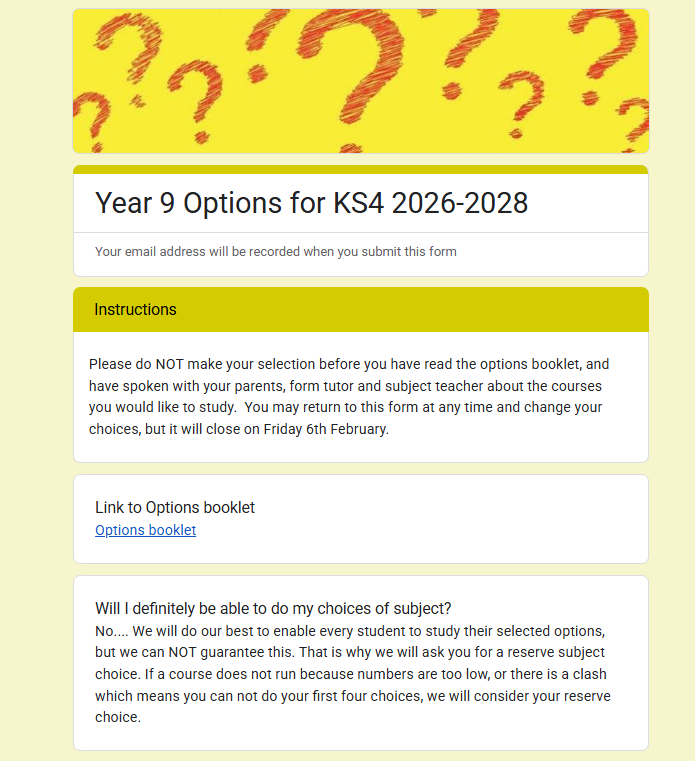 Year 9 Options for KS4 2026-2028
Your email address will be recorded when you submit this form
Instructions
Please do NOT make your selection before you have read the options booklet, and
have spoken with your parents, form tutor and subject teacher about the courses
you would like to study.  You may return to this form at any time and change your
choices, but it will close on Friday 6th February.
Link to Options booklet
Options booklet
Will I definitely be able to do my choices of subject?
No.... We will do our best to enable every student to study their selected options,
but we can NOT guarantee this. That is why we will ask you for a reserve subject
choice. If a course does not run because numbers are too low, or there is a clash
which means you can not do your first four choices, we will consider your reserve
choice.